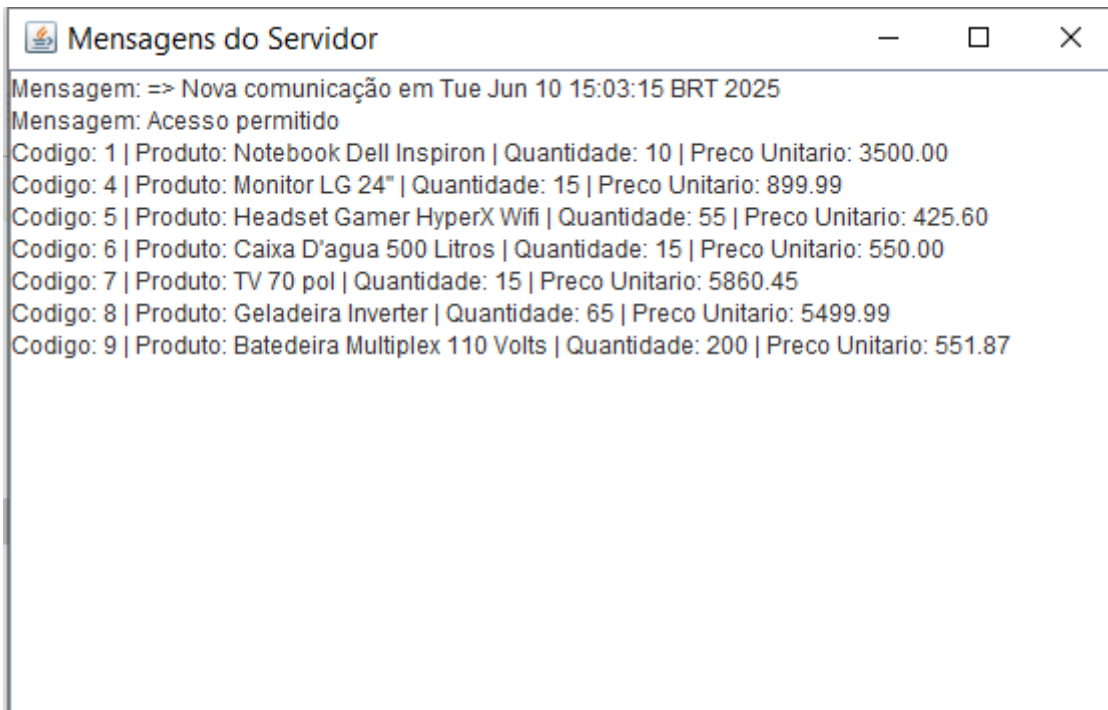 Mensagens do Servidor
Mensagem: => Nova comunicação em Tue Jun 10 15:03:15 BRT 2025
Mensagem: Acesso permitido
Codigo: 1 | Produto: Notebook Dell Inspiron | Quantidade: 10 | Preco Unitario: 3500.00
Codigo: 4 | Produto: Monitor LG 24" | Quantidade: 15 | Preco Unitario: 899.99
Codigo: 5 | Produto: Headset Gamer HyperX Wifi | Quantidade: 55 | Preco Unitario: 425.60
Codigo: 6 | Produto: Caixa D'agua 500 Litros | Quantidade: 15 | Preco Unitario: 550.00
Codigo: 7 | Produto: TV 70 pol | Quantidade: 15 | Preco Unitario: 5860.45
Codigo: 8 | Produto: Geladeira Inverter | Quantidade: 65 | Preco Unitario: 5499.99
Codigo: 9 | Produto: Batedeira Multiplex 110 Volts | Quantidade: 200 | Preco Unitario: 551.87